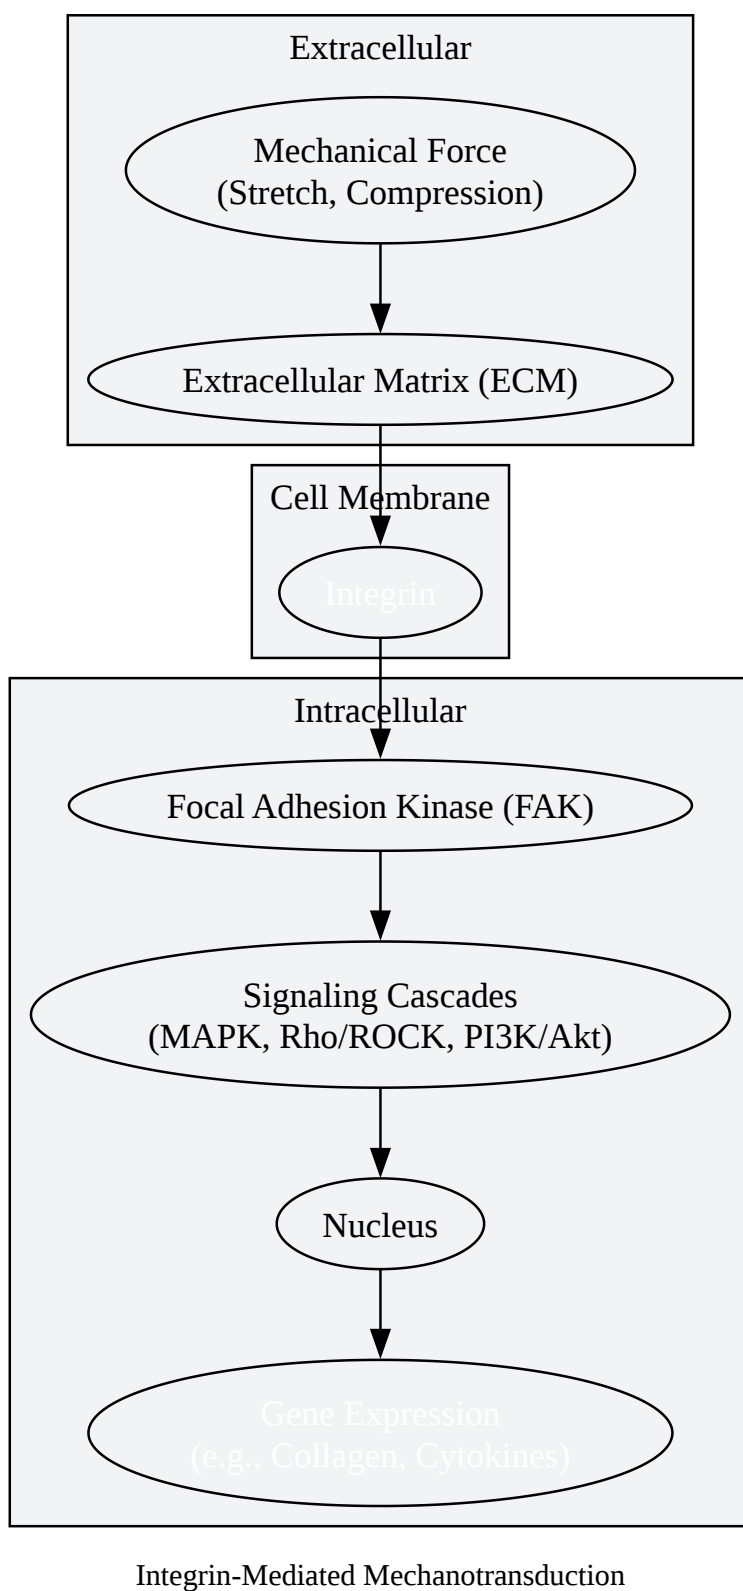 Extracellular
Mechanical Force
(Stretch, Compression)
Extracellular Matrix (ECM)
Cell Membrane
Integrin
Intracellular
Focal Adhesion Kinase (FAK)
Signaling Cascades
(MAPK, Rho/ROCK, PI3K/Akt)
Nucleus
Gene Expression
(e.g., Collagen, Cytokines)
Integrin-Mediated Mechanotransduction